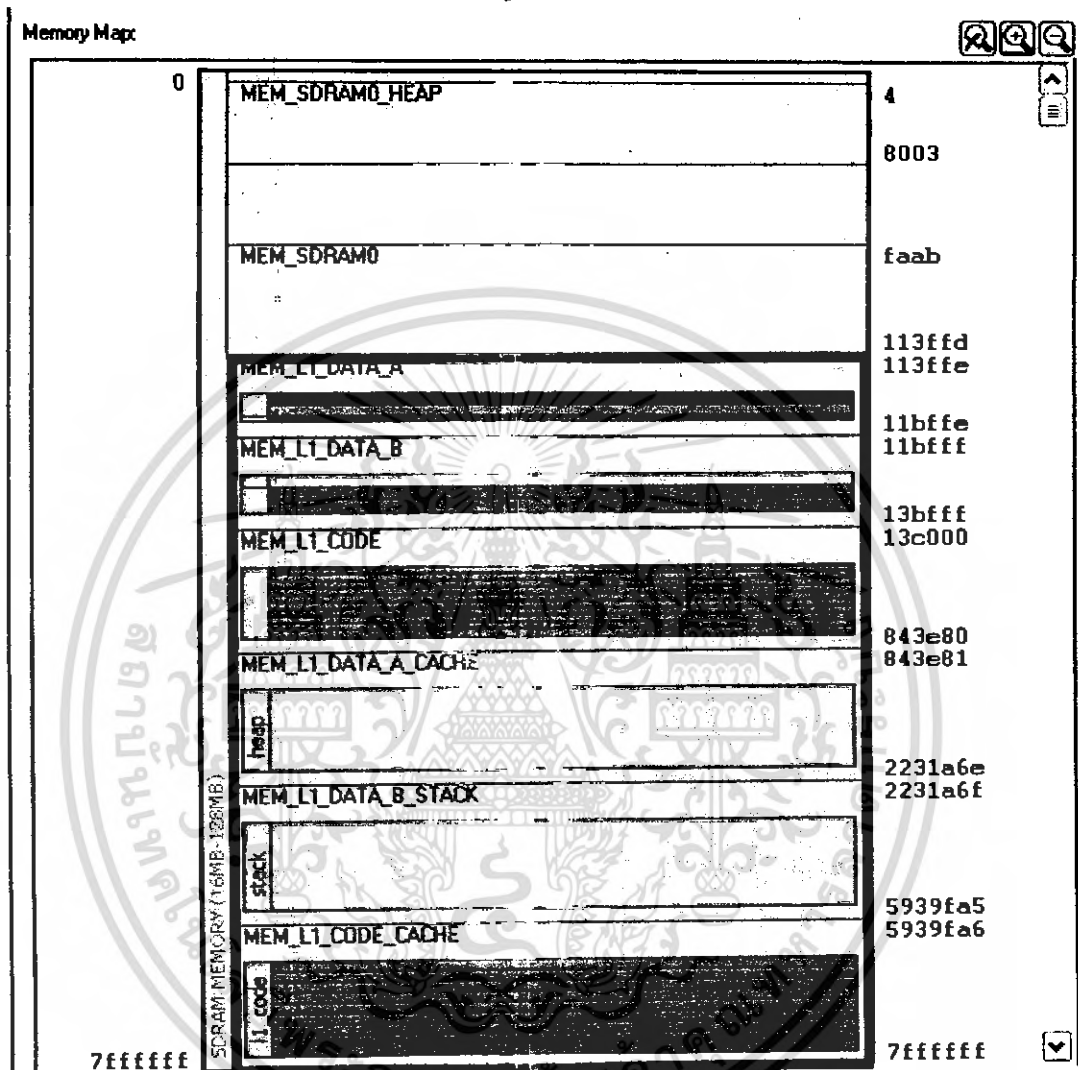 Memory Map:
0
MEM_SDRAM0_HEAP
4
8003
MEM_SDRAM0
faab
113ffd
MEM_L1_DATA_A
113ffe
11bffe
MEM_L1_DATA_B
11bfff
13bfff
MEM_L1_CODE
13c000
843e80
MEM_L1_DATA_A_CACHE
843e81
heap
2231a6e
MEM_L1_DATA_B_STACK
2231a6f
stack
5939fa5
MEM_L1_CODE_CACHE
5939fa6
l1_code
SDRAM MEMORY (16MB-128MB)
7ffffff
7ffffff